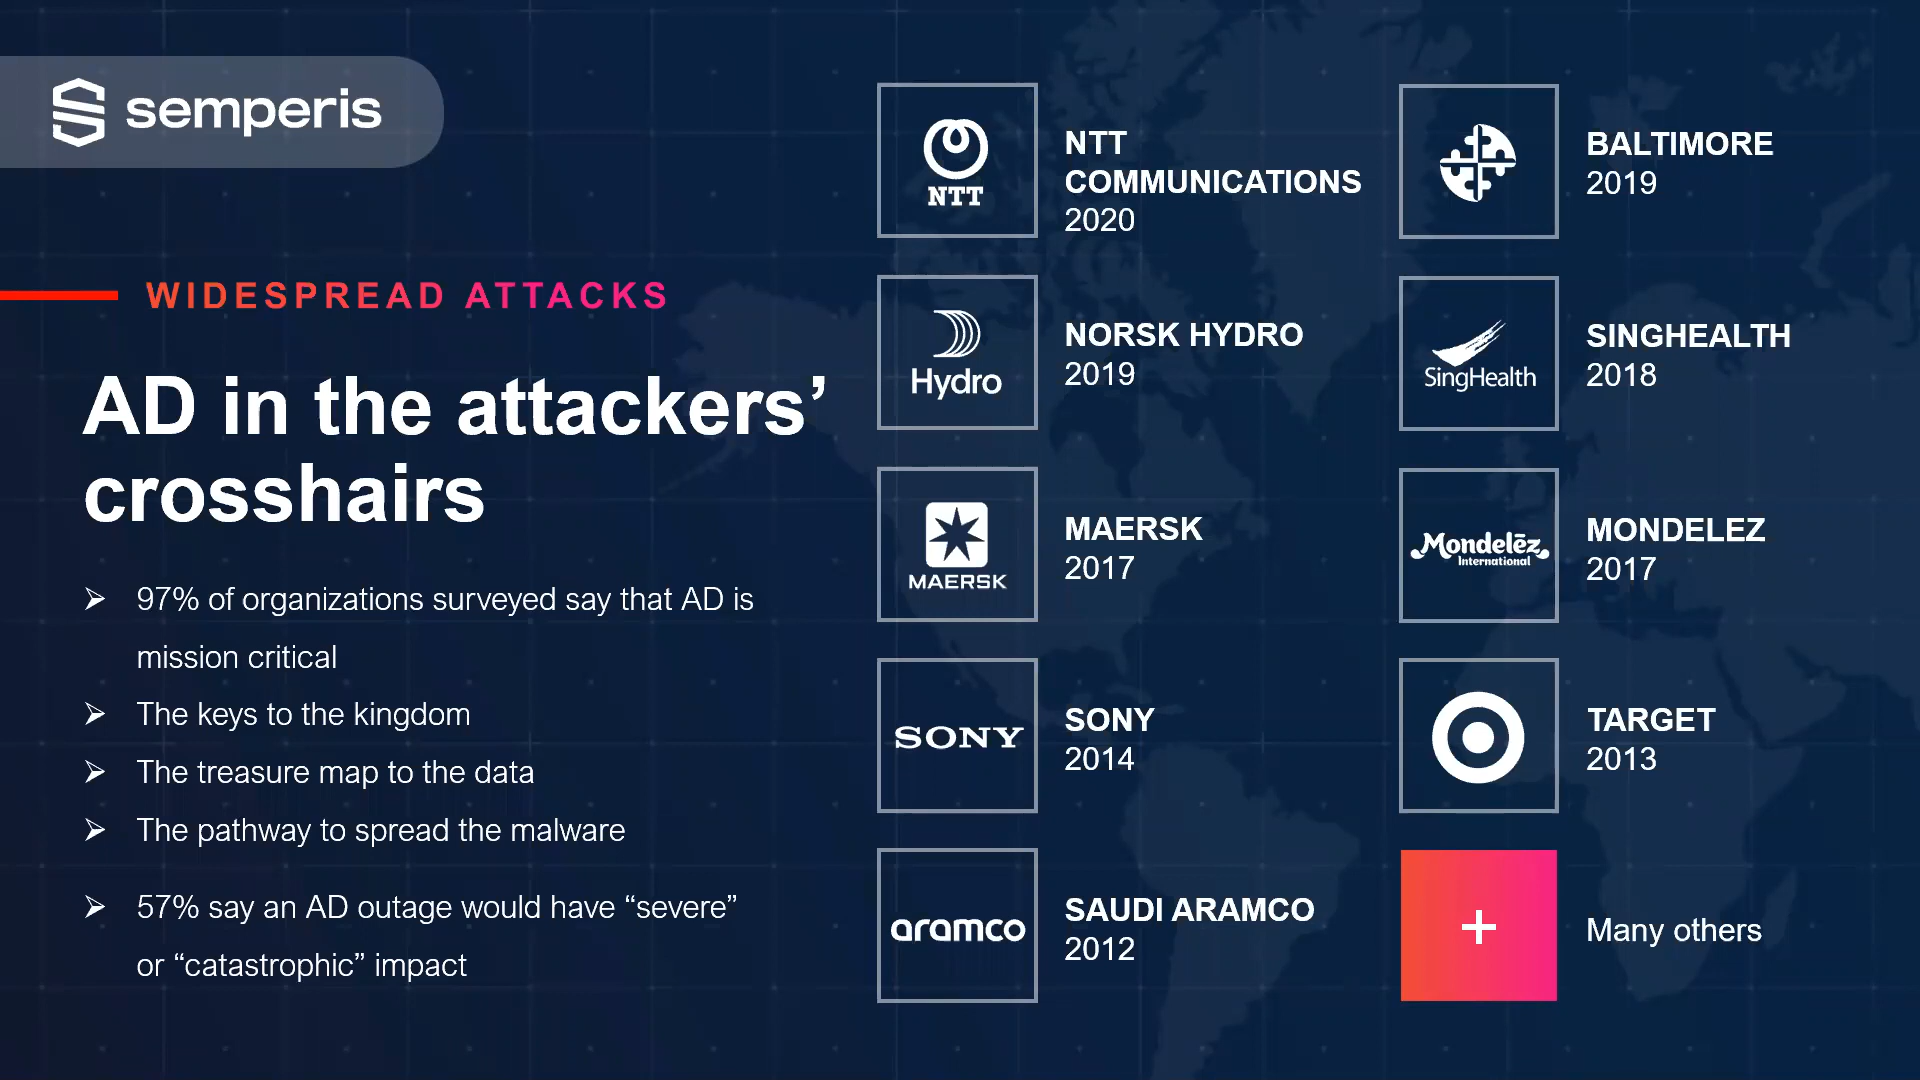 semperis
WIDESPREAD ATTACKS
AD in the attackers’
crosshairs
➢ 97% of organizations surveyed say that AD is
mission critical
➢ The keys to the kingdom
➢ The treasure map to the data
➢ The pathway to spread the malware
➢ 57% say an AD outage would have “severe”
or “catastrophic” impact
NTT
NTT
COMMUNICATIONS
2020
BALTIMORE
2019
Hydro
NORSK HYDRO
2019
SingHealth
SINGHEALTH
2018
MAERSK
MAERSK
2017
Mondelēz
International
MONDELEZ
2017
SONY
SONY
2014
TARGET
2013
aramco
SAUDI ARAMCO
2012
+
Many others